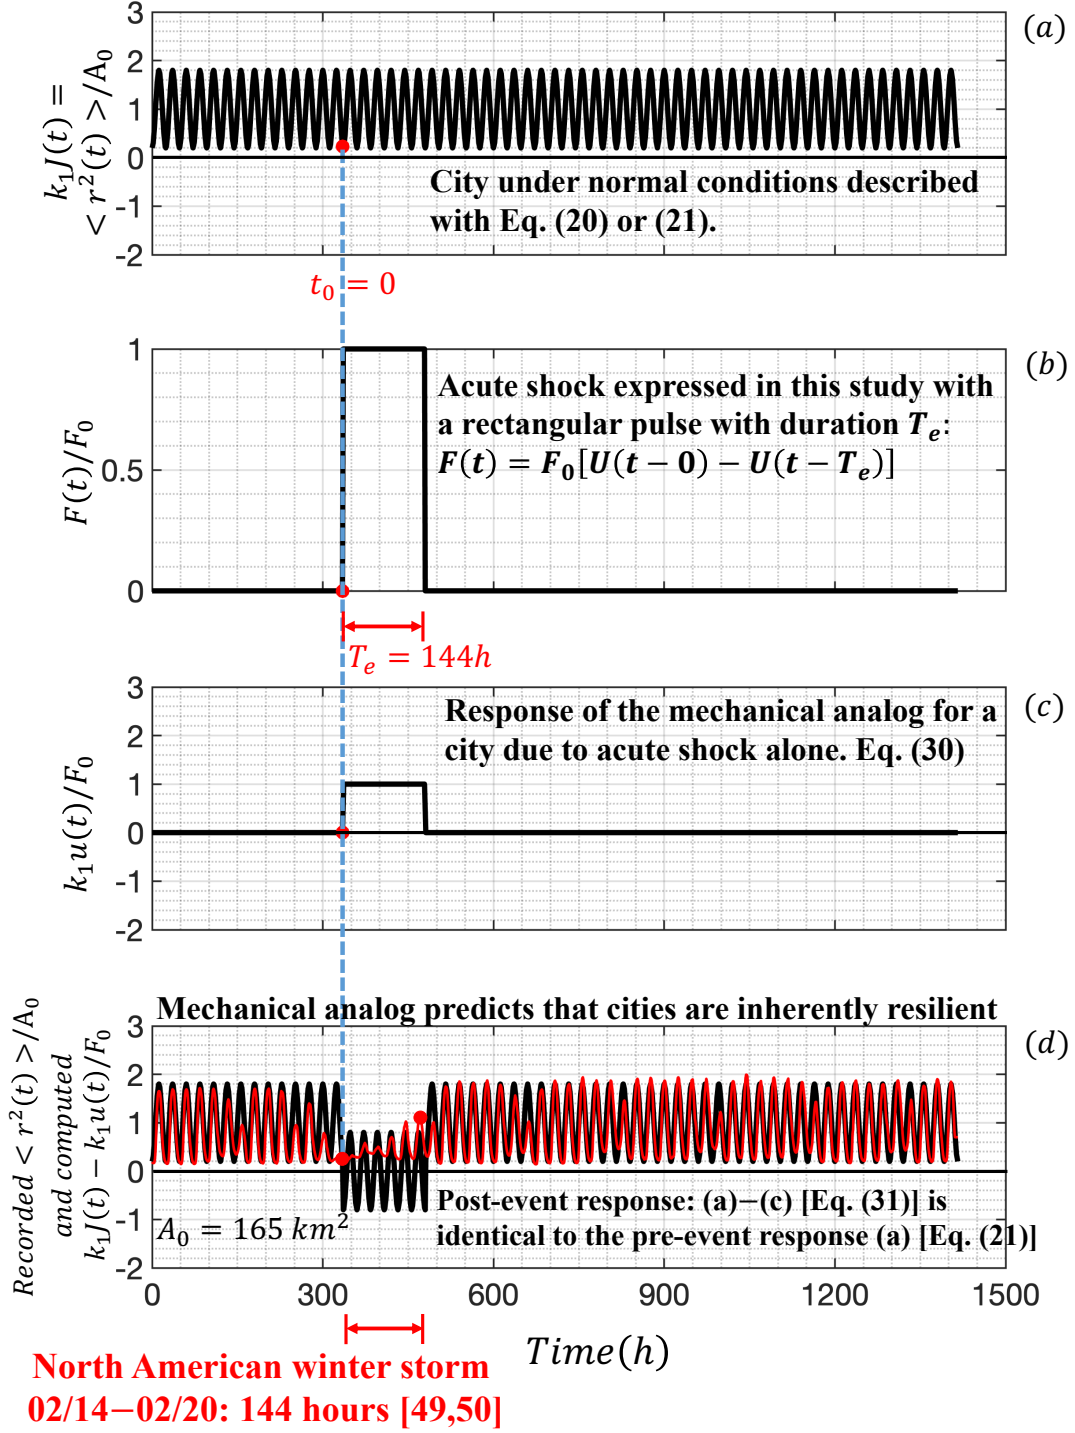 (a)
k₁J(t) =
< r²(t) >/A₀
3
2
1
0
-1
-2
City under normal conditions described
with Eq. (20) or (21).
t₀ = 0
(b)
F(t)/F₀
1
0.5
0
Acute shock expressed in this study with
a rectangular pulse with duration Tₑ:
F(t) = F₀[U(t − 0) − U(t − Tₑ)]
Tₑ = 144h
(c)
k₁u(t)/F₀
3
2
1
0
-1
-2
Response of the mechanical analog for a
city due to acute shock alone. Eq. (30)
Mechanical analog predicts that cities are inherently resilient
(d)
Recorded < r²(t) >/A₀
and computed
k₁J(t) − k₁u(t)/F₀
3
2
1
0
-1
-2
A₀ = 165 km²
Post-event response: (a)−(c) [Eq. (31)] is
identical to the pre-event response (a) [Eq. (21)]
0 300 600 900 1200 1500
Time(h)
North American winter storm
02/14−02/20: 144 hours [49,50]